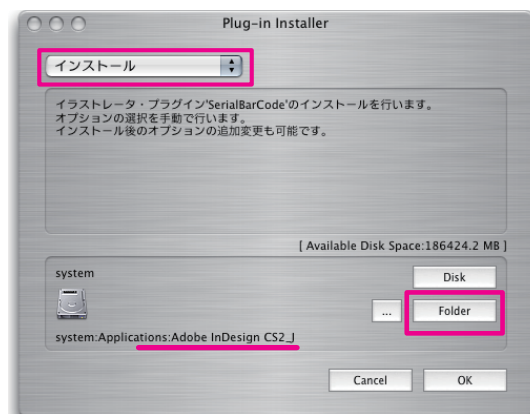 Plug-in Installer
インストール
イラストレータ・プラグイン'SerialBarCode'のインストールを行います。
オプションの選択を手動で行います。
インストール後のオプションの追加変更も可能です。
[ Available Disk Space:186424.2 MB ]
system
Disk
...
Folder
system:Applications:Adobe InDesign CS2_J
Cancel
OK